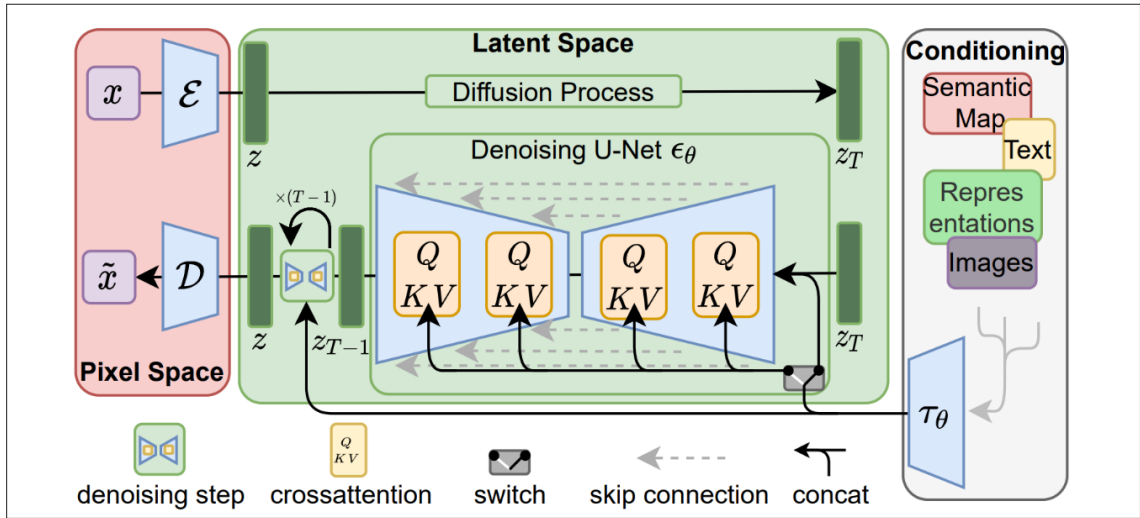 Latent Space
Conditioning
x
ℰ
z
Diffusion Process
z_T
Semantic
Map
Text
Repres
entations
Images
Denoising U-Net ϵ_θ
×(T−1)
x̃
𝒟
z
z_{T−1}
Q
KV
Q
KV
Q
KV
Q
KV
z_T
Pixel Space
τ_θ
Q
KV
denoising step
crossattention
switch
skip connection
concat